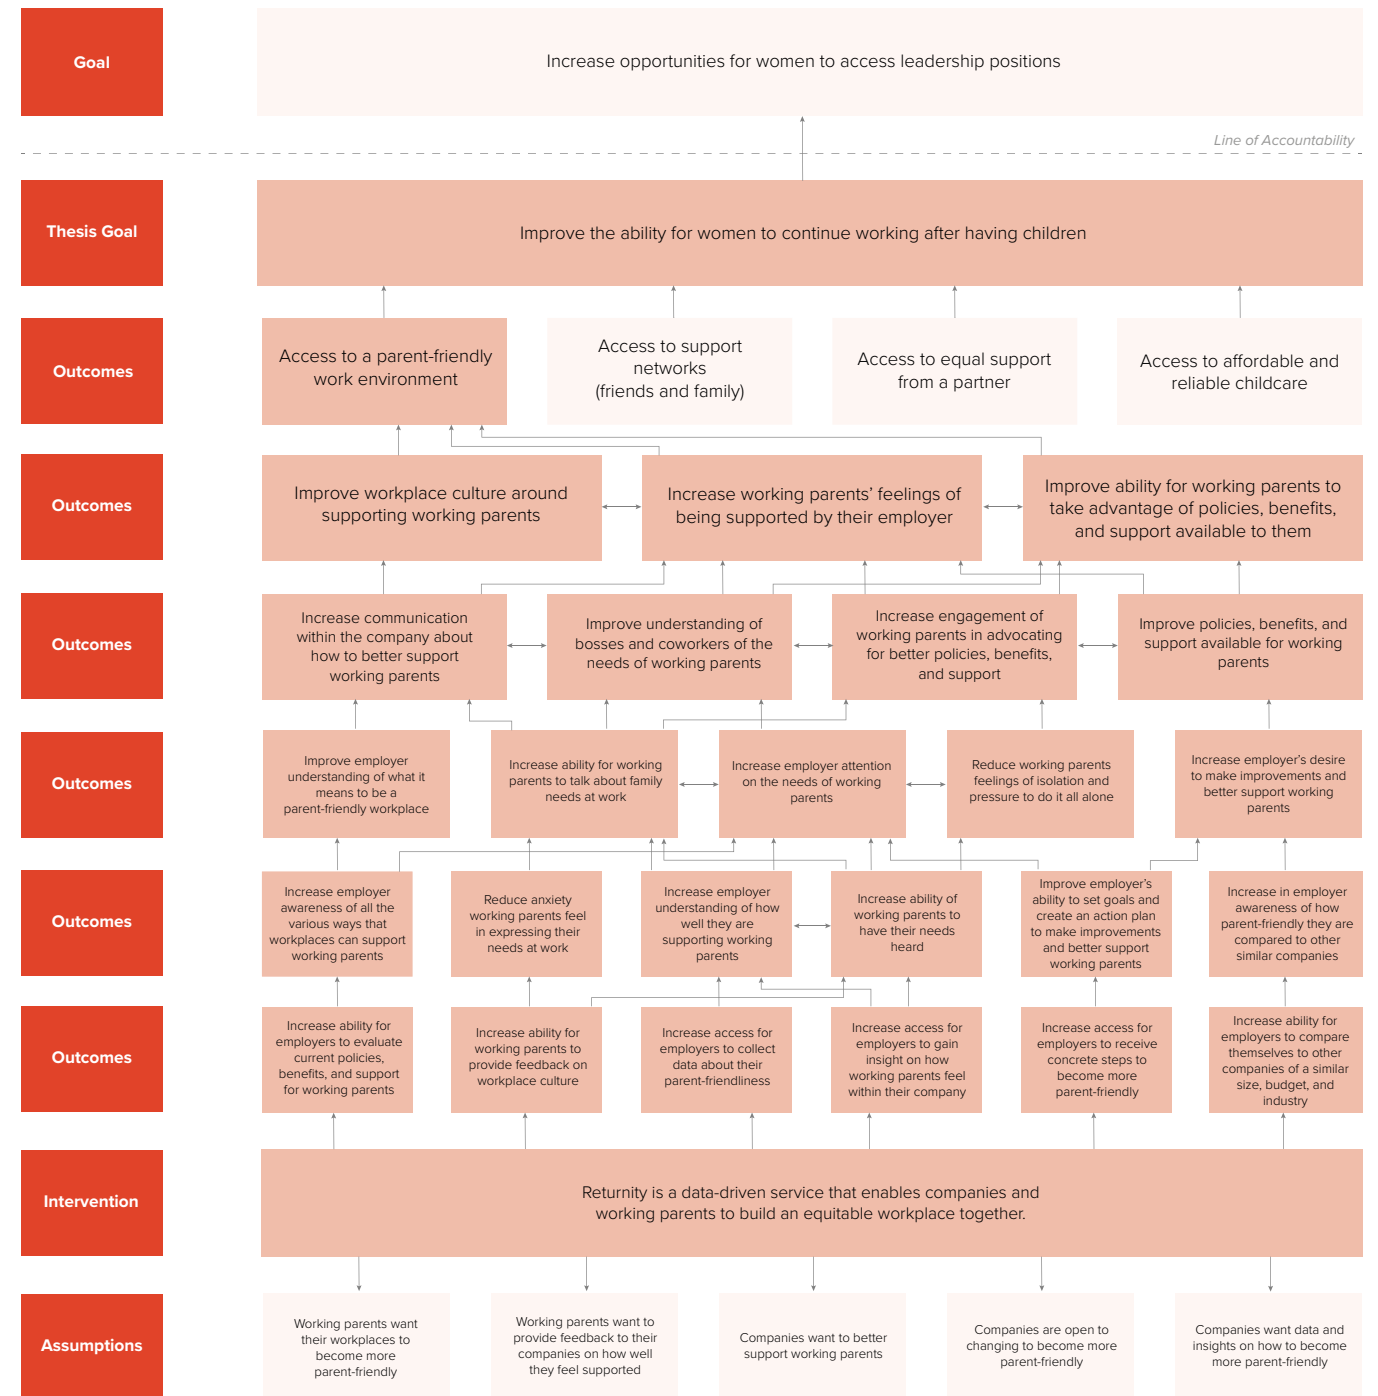 Goal
Increase opportunities for women to access leadership positions
Line of Accountability
Thesis Goal
Improve the ability for women to continue working after having children
Outcomes
Access to a parent-friendly
work environment
Access to support
networks
(friends and family)
Access to equal support
from a partner
Access to affordable and
reliable childcare
Outcomes
Improve workplace culture around
supporting working parents
Increase working parents’ feelings of
being supported by their employer
Improve ability for working parents to
take advantage of policies, benefits,
and support available to them
Outcomes
Increase communication
within the company about
how to better support
working parents
Improve understanding of
bosses and coworkers of the
needs of working parents
Increase engagement of
working parents in advocating
for better policies, benefits,
and support
Improve policies, benefits, and
support available for working
parents
Outcomes
Improve employer
understanding of what it
means to be a
parent-friendly workplace
Increase ability for working
parents to talk about family
needs at work
Increase employer attention
on the needs of working
parents
Reduce working parents
feelings of isolation and
pressure to do it all alone
Increase employer’s desire
to make improvements and
better support working
parents
Outcomes
Increase employer
awareness of all the
various ways that
workplaces can support
working parents
Reduce anxiety
working parents feel
in expressing their
needs at work
Increase employer
understanding of how
well they are
supporting working
parents
Increase ability of
working parents to
have their needs
heard
Improve employer’s
ability to set goals and
create an action plan
to make improvements
and better support
working parents
Increase in employer
awareness of how
parent-friendly they are
compared to other
similar companies
Outcomes
Increase ability for
employers to evaluate
current policies,
benefits, and support
for working parents
Increase ability for
working parents to
provide feedback on
workplace culture
Increase access for
employers to collect
data about their
parent-friendliness
Increase access for
employers to gain
insight on how
working parents feel
within their company
Increase access for
employers to receive
concrete steps to
become more
parent-friendly
Increase ability for
employers to compare
themselves to other
companies of a similar
size, budget, and
industry
Intervention
Returnity is a data-driven service that enables companies and
working parents to build an equitable workplace together.
Assumptions
Working parents want
their workplaces to
become more
parent-friendly
Working parents want to
provide feedback to their
companies on how well
they feel supported
Companies want to better
support working parents
Companies are open to
changing to become more
parent-friendly
Companies want data and
insights on how to become
more parent-friendly